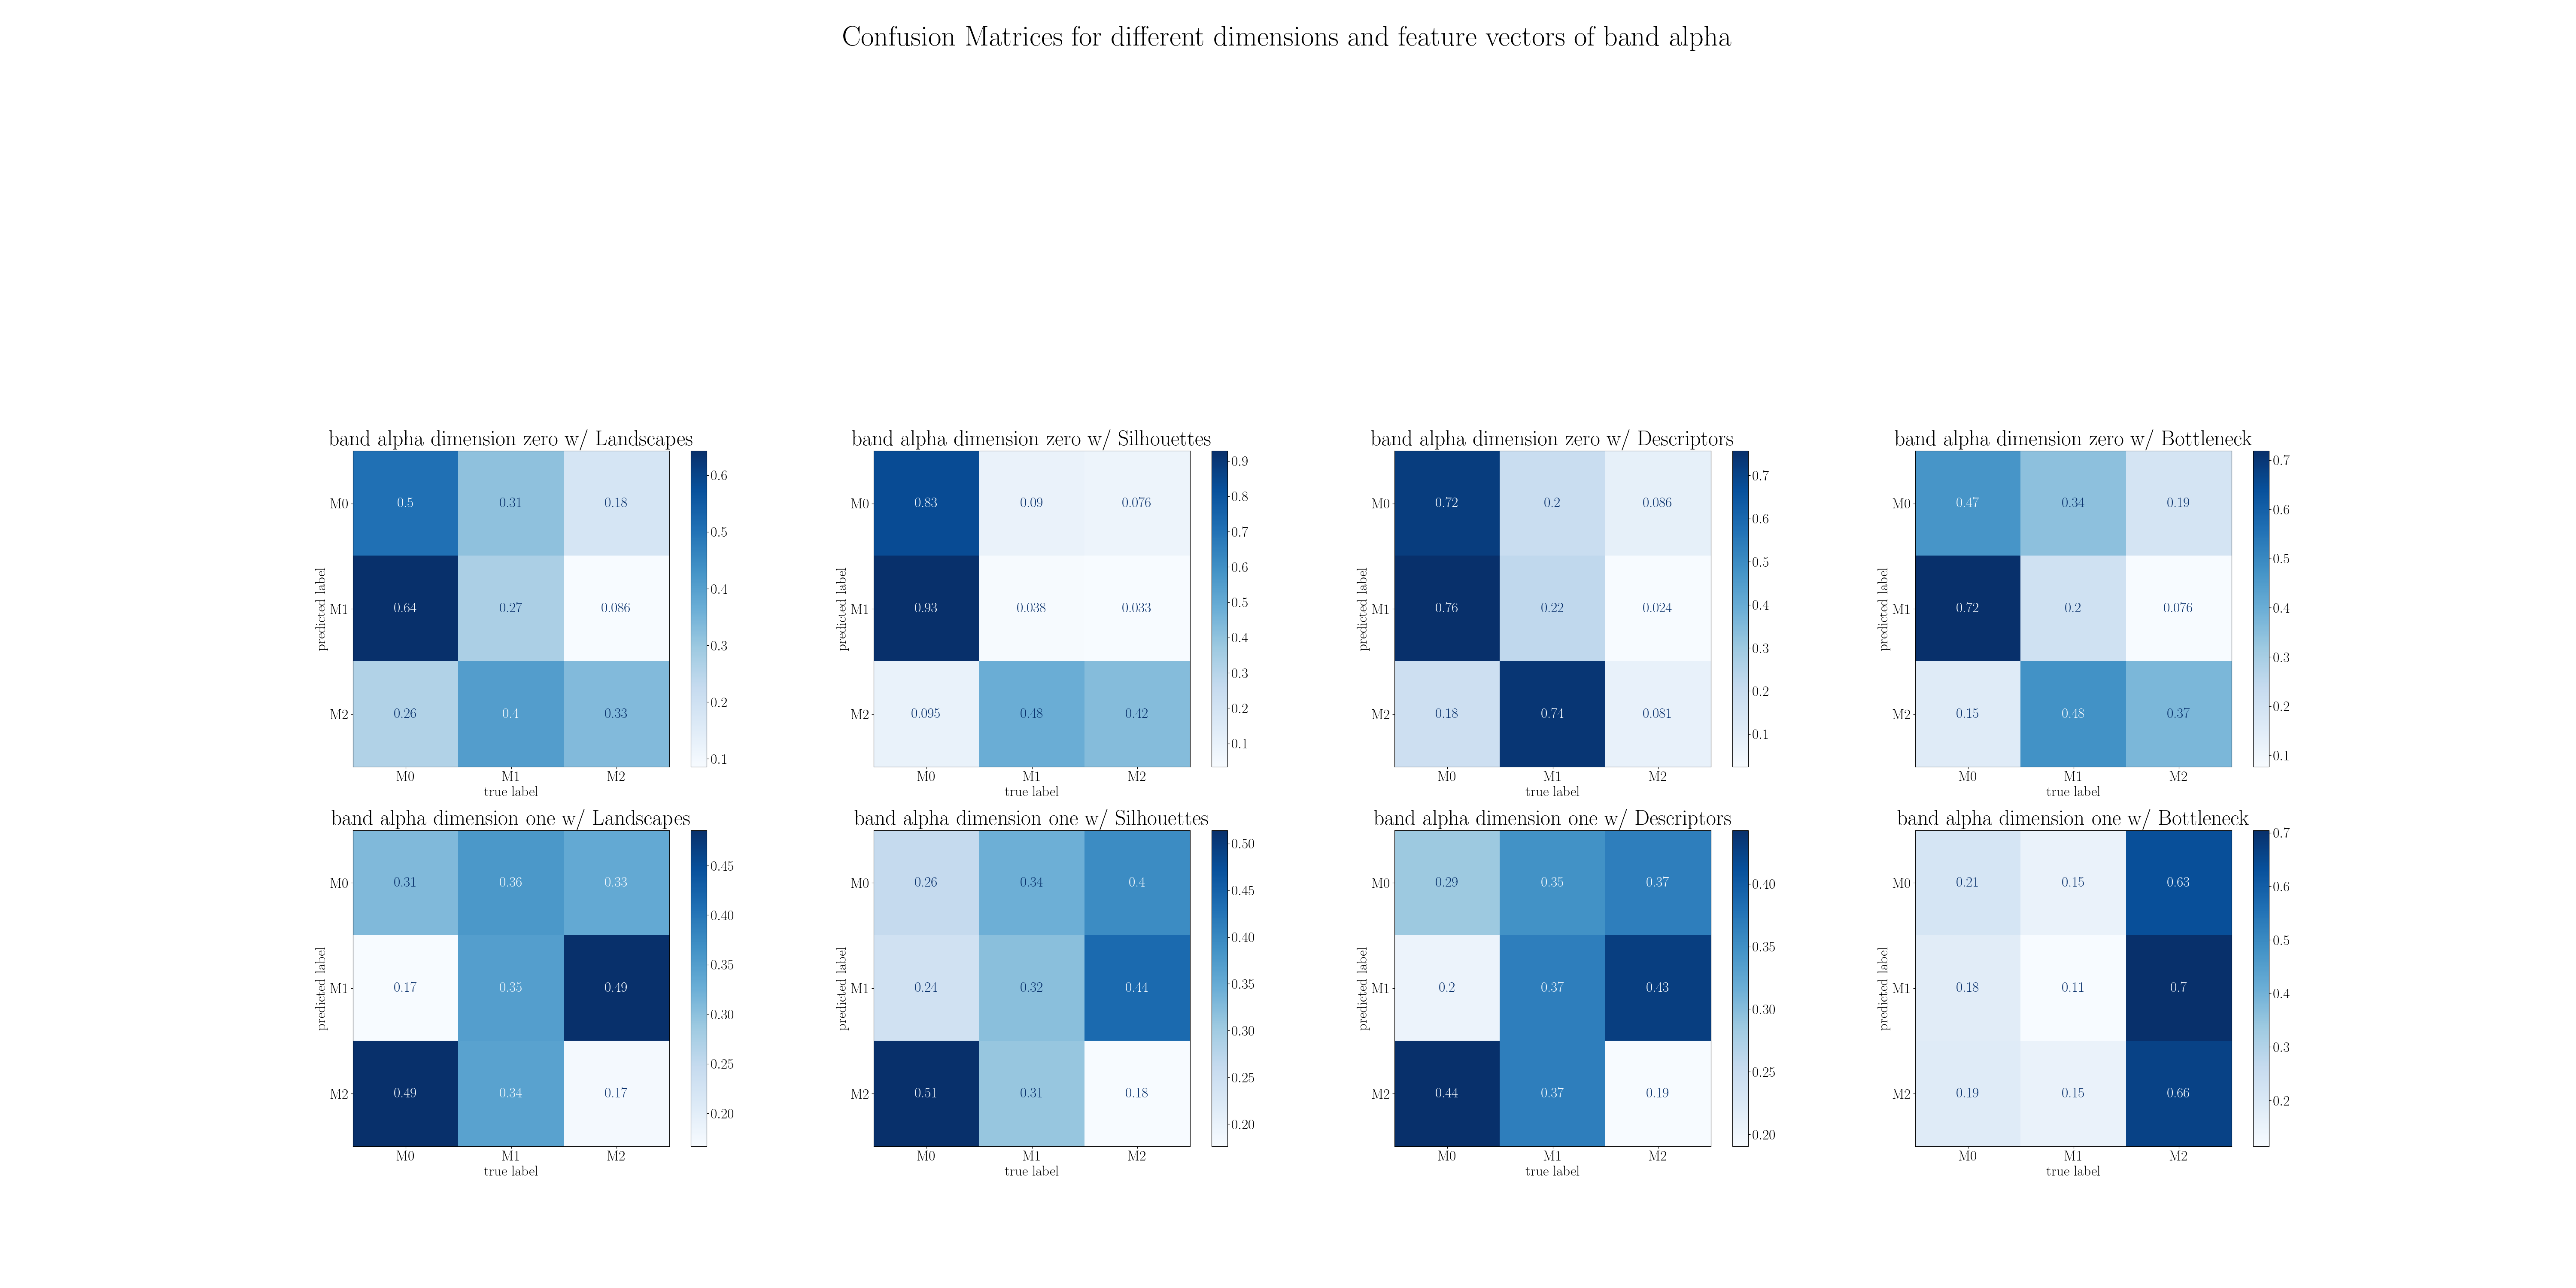 Confusion Matrices for different dimensions and feature vectors of band alpha
band alpha dimension zero w/ Landscapes
predicted label
M0 0.5 0.31 0.18
M1 0.64 0.27 0.086
M2 0.26 0.4 0.33
M0 M1 M2
true label
0.6
0.5
0.4
0.3
0.2
0.1
band alpha dimension zero w/ Silhouettes
predicted label
M0 0.83 0.09 0.076
M1 0.93 0.038 0.033
M2 0.095 0.48 0.42
M0 M1 M2
true label
0.9
0.8
0.7
0.6
0.5
0.4
0.3
0.2
0.1
band alpha dimension zero w/ Descriptors
predicted label
M0 0.72 0.2 0.086
M1 0.76 0.22 0.024
M2 0.18 0.74 0.081
M0 M1 M2
true label
0.7
0.6
0.5
0.4
0.3
0.2
0.1
band alpha dimension zero w/ Bottleneck
predicted label
M0 0.47 0.34 0.19
M1 0.72 0.2 0.076
M2 0.15 0.48 0.37
M0 M1 M2
true label
0.7
0.6
0.5
0.4
0.3
0.2
0.1
band alpha dimension one w/ Landscapes
predicted label
M0 0.31 0.36 0.33
M1 0.17 0.35 0.49
M2 0.49 0.34 0.17
M0 M1 M2
true label
0.45
0.40
0.35
0.30
0.25
0.20
band alpha dimension one w/ Silhouettes
predicted label
M0 0.26 0.34 0.4
M1 0.24 0.32 0.44
M2 0.51 0.31 0.18
M0 M1 M2
true label
0.50
0.45
0.40
0.35
0.30
0.25
0.20
band alpha dimension one w/ Descriptors
predicted label
M0 0.29 0.35 0.37
M1 0.2 0.37 0.43
M2 0.44 0.37 0.19
M0 M1 M2
true label
0.40
0.35
0.30
0.25
0.20
band alpha dimension one w/ Bottleneck
predicted label
M0 0.21 0.15 0.63
M1 0.18 0.11 0.7
M2 0.19 0.15 0.66
M0 M1 M2
true label
0.7
0.6
0.5
0.4
0.3
0.2